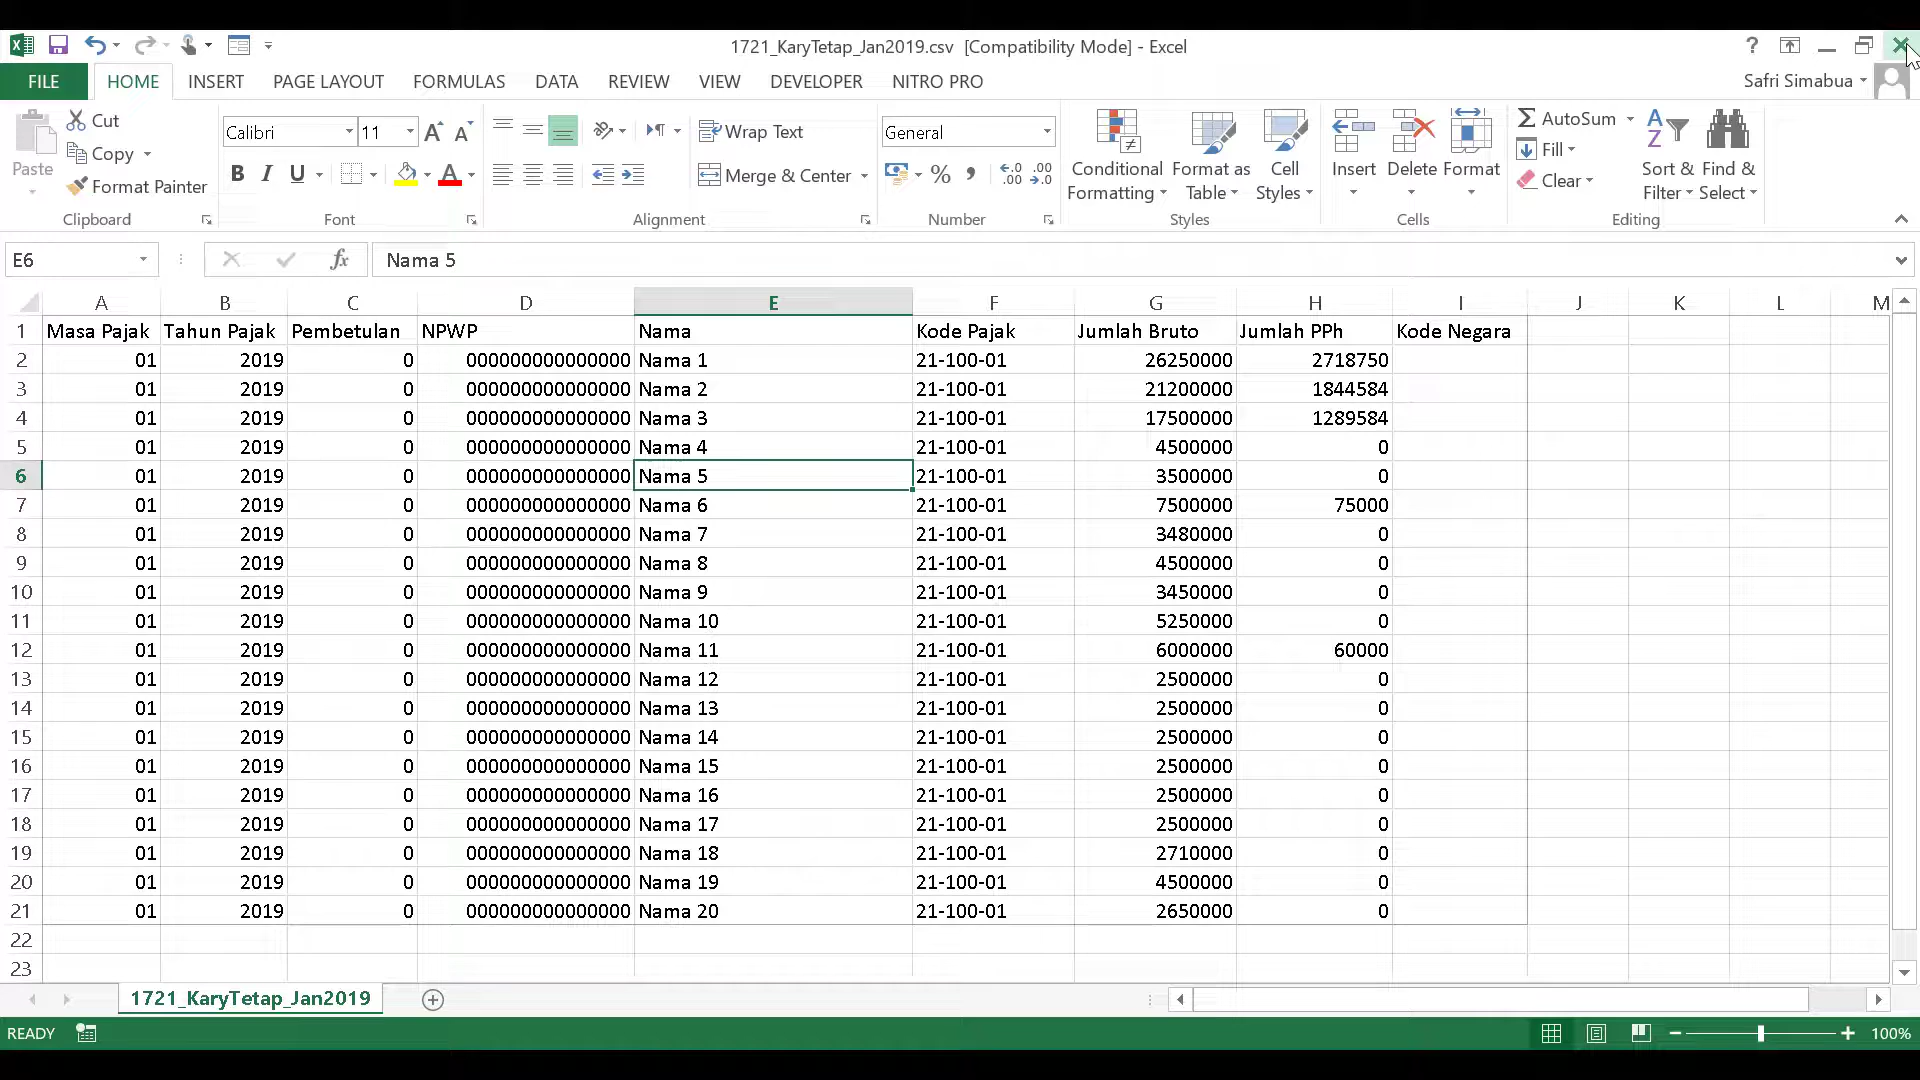 1721_KaryTetap_Jan2019.csv [Compatibility Mode] - Excel
?
FILE HOME INSERT PAGE LAYOUT FORMULAS DATA REVIEW VIEW DEVELOPER NITRO PRO Safri Simabua
Paste
Cut
Copy
Format Painter
Clipboard
Calibri 11
B I U
Font
Wrap Text
Merge & Center
Alignment
General
%
Number
Conditional Formatting
Format as Table
Cell Styles
Styles
Insert Delete Format
Cells
AutoSum
Fill
Clear
Sort & Filter
Find & Select
Editing
E6 fx Nama 5
A B C D E F G H I J K L M
1 Masa Pajak Tahun Pajak Pembetulan NPWP Nama Kode Pajak Jumlah Bruto Jumlah PPh Kode Negara
2 01 2019 0 000000000000000 Nama 1 21-100-01 26250000 2718750
3 01 2019 0 000000000000000 Nama 2 21-100-01 21200000 1844584
4 01 2019 0 000000000000000 Nama 3 21-100-01 17500000 1289584
5 01 2019 0 000000000000000 Nama 4 21-100-01 4500000 0
6 01 2019 0 000000000000000 Nama 5 21-100-01 3500000 0
7 01 2019 0 000000000000000 Nama 6 21-100-01 7500000 75000
8 01 2019 0 000000000000000 Nama 7 21-100-01 3480000 0
9 01 2019 0 000000000000000 Nama 8 21-100-01 4500000 0
10 01 2019 0 000000000000000 Nama 9 21-100-01 3450000 0
11 01 2019 0 000000000000000 Nama 10 21-100-01 5250000 0
12 01 2019 0 000000000000000 Nama 11 21-100-01 6000000 60000
13 01 2019 0 000000000000000 Nama 12 21-100-01 2500000 0
14 01 2019 0 000000000000000 Nama 13 21-100-01 2500000 0
15 01 2019 0 000000000000000 Nama 14 21-100-01 2500000 0
16 01 2019 0 000000000000000 Nama 15 21-100-01 2500000 0
17 01 2019 0 000000000000000 Nama 16 21-100-01 2500000 0
18 01 2019 0 000000000000000 Nama 17 21-100-01 2500000 0
19 01 2019 0 000000000000000 Nama 18 21-100-01 2710000 0
20 01 2019 0 000000000000000 Nama 19 21-100-01 4500000 0
21 01 2019 0 000000000000000 Nama 20 21-100-01 2650000 0
22
23
1721_KaryTetap_Jan2019
READY 100%